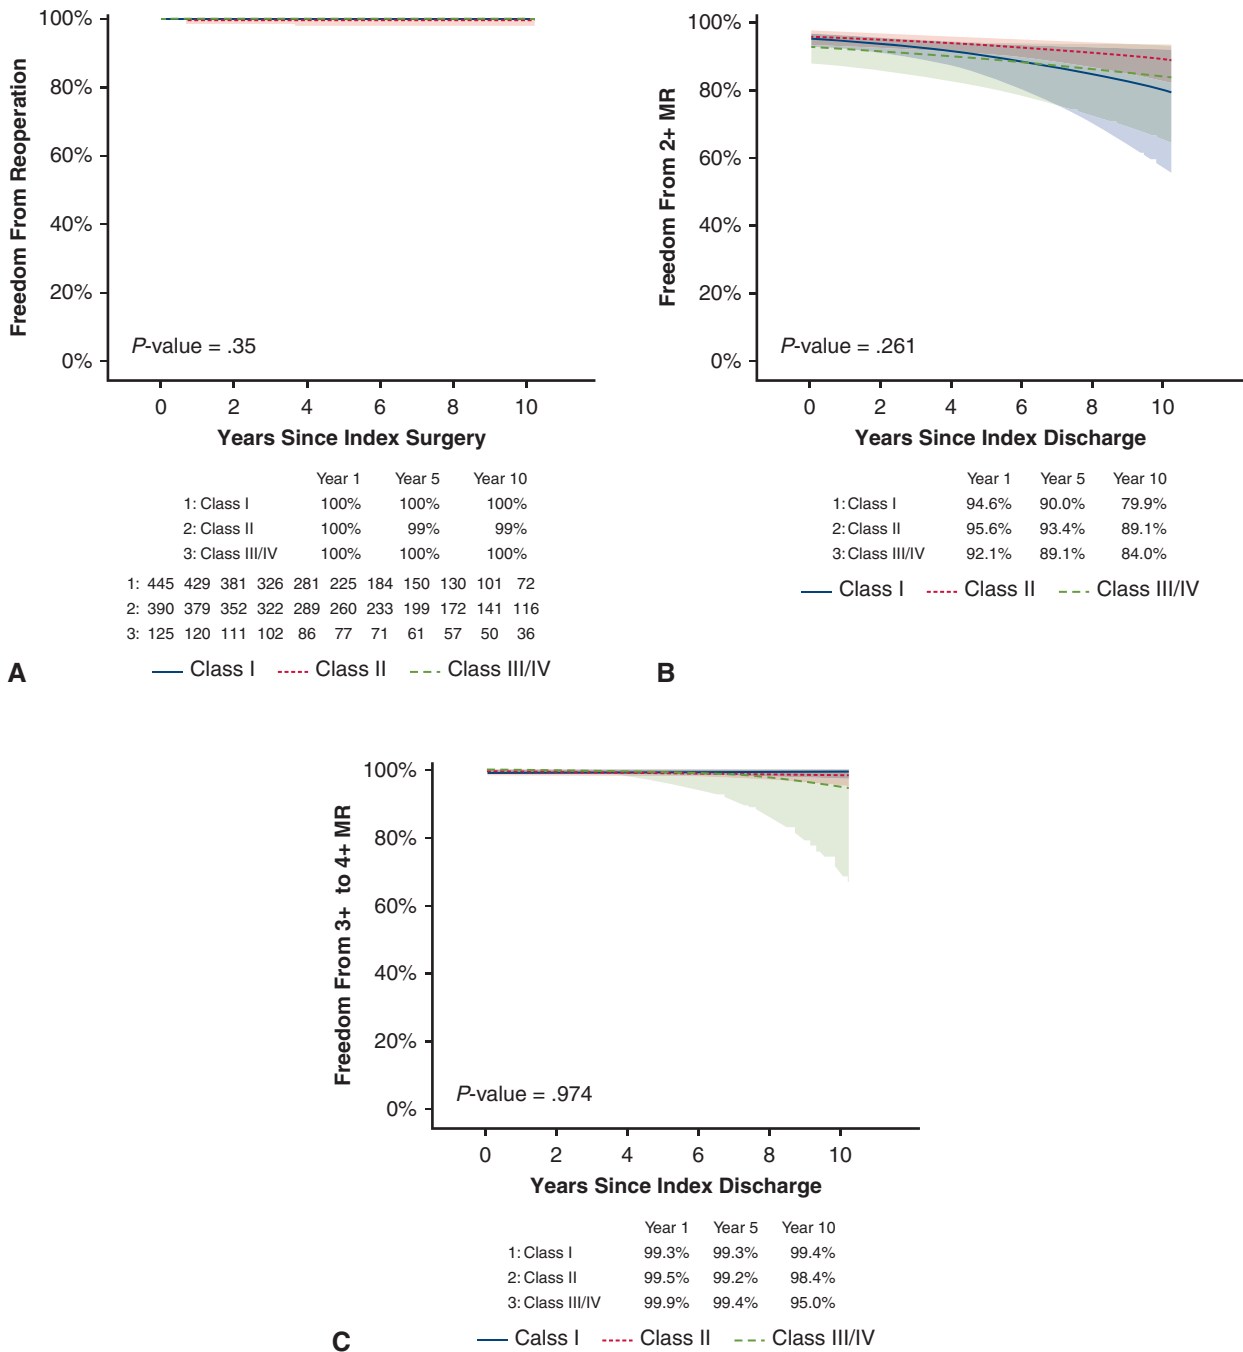 100%
80%
60%
40%
20%
0%
Freedom From Reoperation
P-value = .35
0 2 4 6 8 10
Years Since Index Surgery
Year 1 Year 5 Year 10
1: Class I 100% 100% 100%
2: Class II 100% 99% 99%
3: Class III/IV 100% 100% 100%
1: 445 429 381 326 281 225 184 150 130 101 72
2: 390 379 352 322 289 260 233 199 172 141 116
3: 125 120 111 102 86 77 71 61 57 50 36
Class I Class II Class III/IV
A
100%
80%
60%
40%
20%
0%
Freedom From 2+ MR
P-value = .261
0 2 4 6 8 10
Years Since Index Discharge
Year 1 Year 5 Year 10
1: Class I 94.6% 90.0% 79.9%
2: Class II 95.6% 93.4% 89.1%
3: Class III/IV 92.1% 89.1% 84.0%
Class I Class II Class III/IV
B
100%
80%
60%
40%
20%
0%
Freedom From 3+ to 4+ MR
P-value = .974
0 2 4 6 8 10
Years Since Index Discharge
Year 1 Year 5 Year 10
1: Class I 99.3% 99.3% 99.4%
2: Class II 99.5% 99.2% 98.4%
3: Class III/IV 99.9% 99.4% 95.0%
Calss I Class II Class III/IV
C